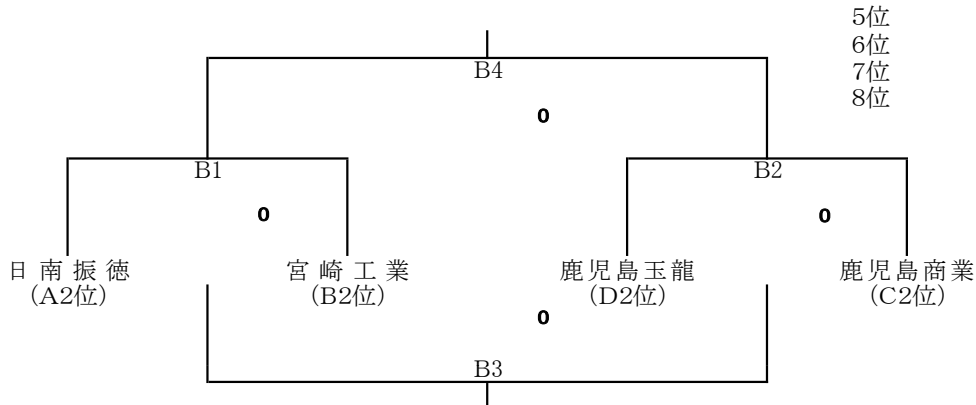 5位
6位
7位
8位
B4
0
B1
B2
0
0
日南振徳
宮崎工業
鹿児島玉龍
鹿児島商業
(A2位)
(B2位)
(D2位)
(C2位)
0
B3